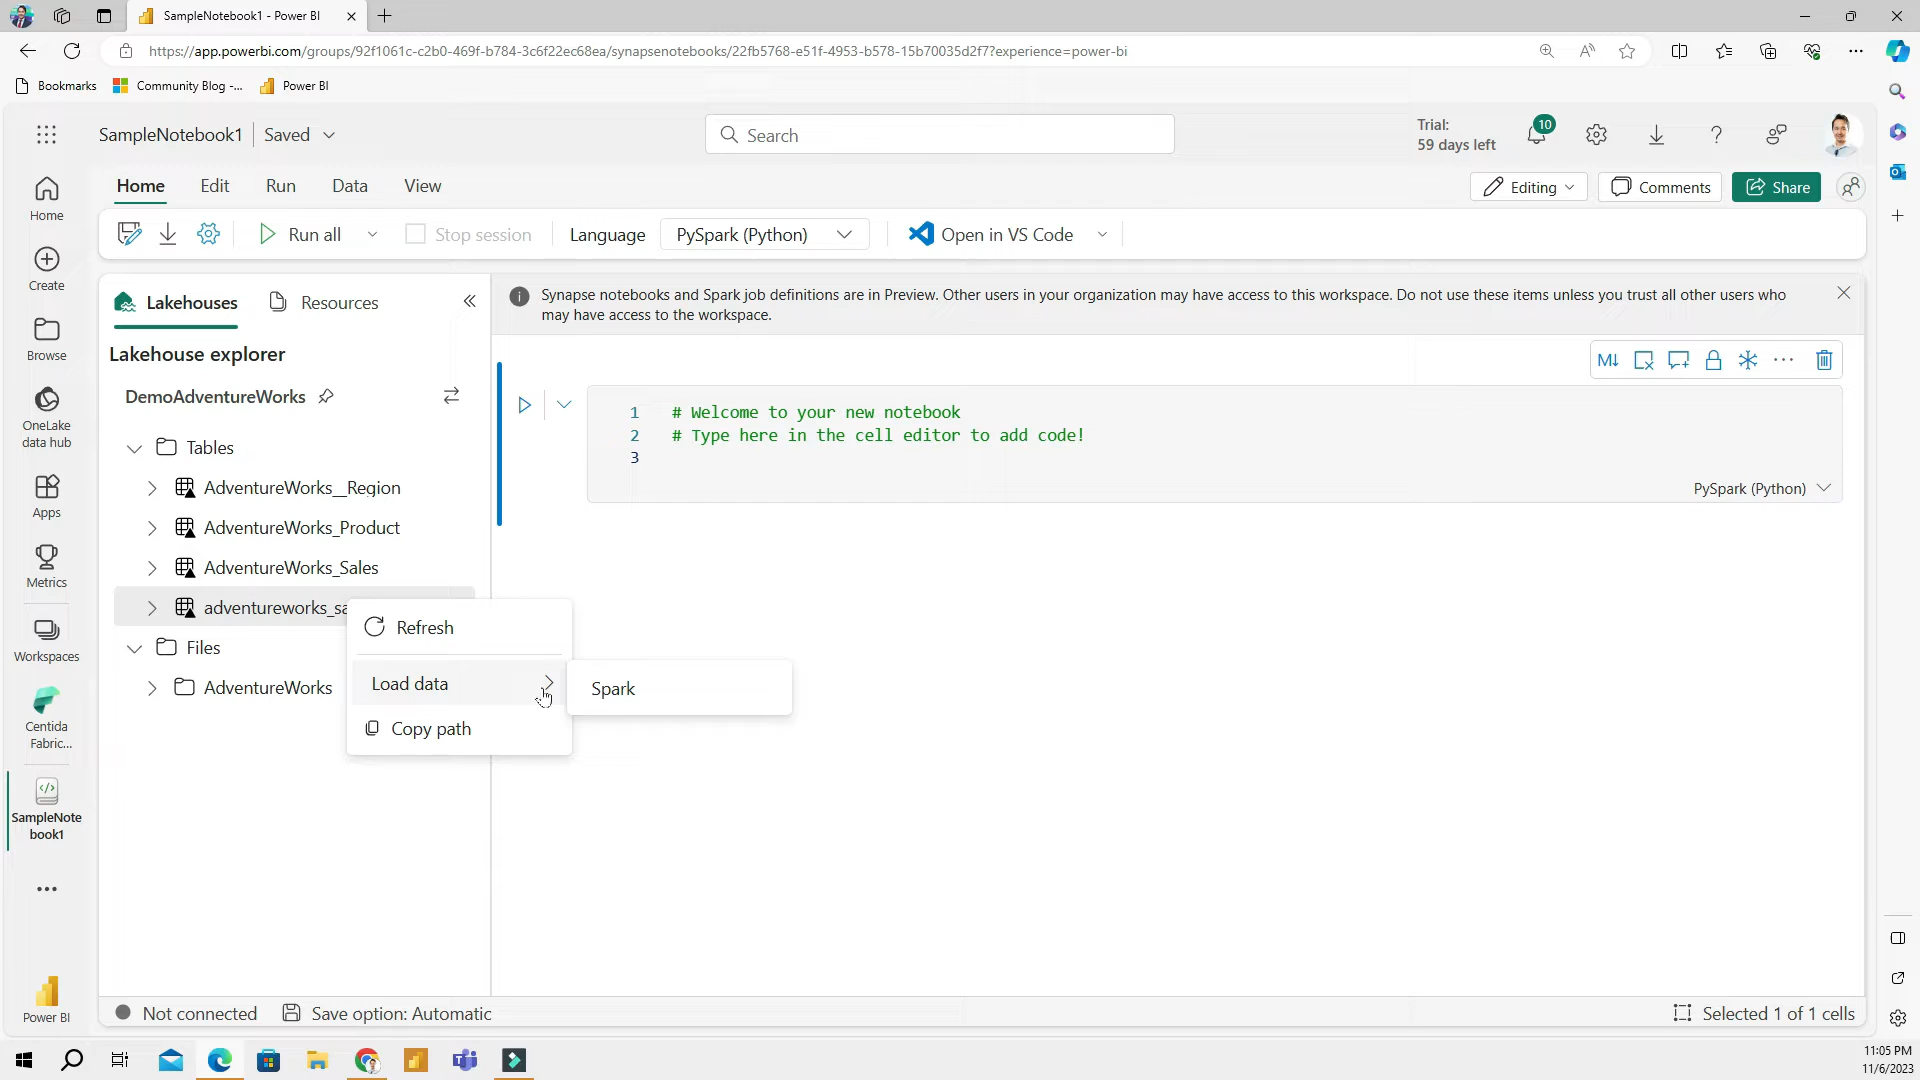 SampleNotebook1 - Power BI
https://app.powerbi.com/groups/92f1061c-c2b0-469f-b784-3c6f22ec68ea/synapsenotebooks/22fb5768-e51f-4953-b578-15b70035d2f7?experience=power-bi
Bookmarks
Community Blog -...
Power BI
SampleNotebook1
Saved
Search
Trial:
59 days left
10
Home
Edit
Run
Data
View
Editing
Comments
Share
Run all
Stop session
Language
PySpark (Python)
Open in VS Code
Home
Create
Browse
OneLake
data hub
Apps
Metrics
Workspaces
Centida
Fabric...
SampleNote
book1
Power BI
Lakehouses
Resources
Lakehouse explorer
DemoAdventureWorks
Tables
AdventureWorks__Region
AdventureWorks_Product
AdventureWorks_Sales
adventureworks_sa
Files
AdventureWorks
Refresh
Load data
Copy path
Spark
Synapse notebooks and Spark job definitions are in Preview. Other users in your organization may have access to this workspace. Do not use these items unless you trust all other users who
may have access to the workspace.
M↓
1 # Welcome to your new notebook
2 # Type here in the cell editor to add code!
3
PySpark (Python)
Not connected
Save option: Automatic
Selected 1 of 1 cells
11:05 PM
11/6/2023